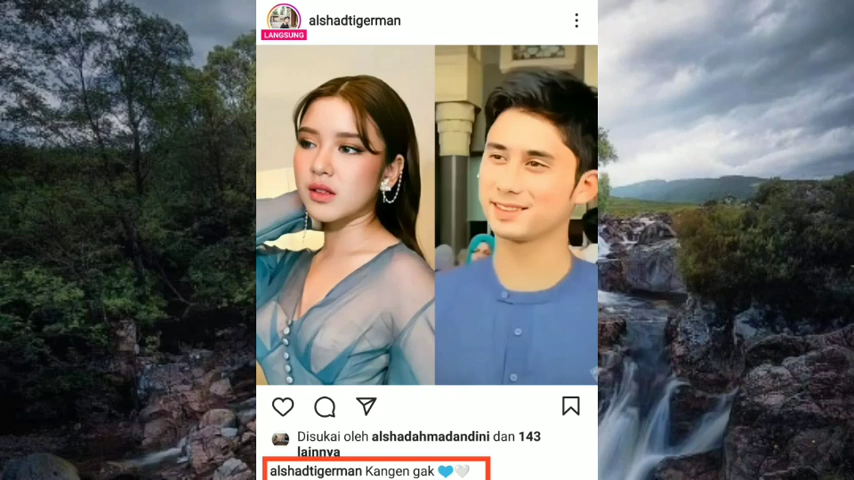 alshadtigerman
LANGSUNG
Disukai oleh alshadahmadandini dan 143
lainnya
alshadtigerman Kangen gak 💙🤍